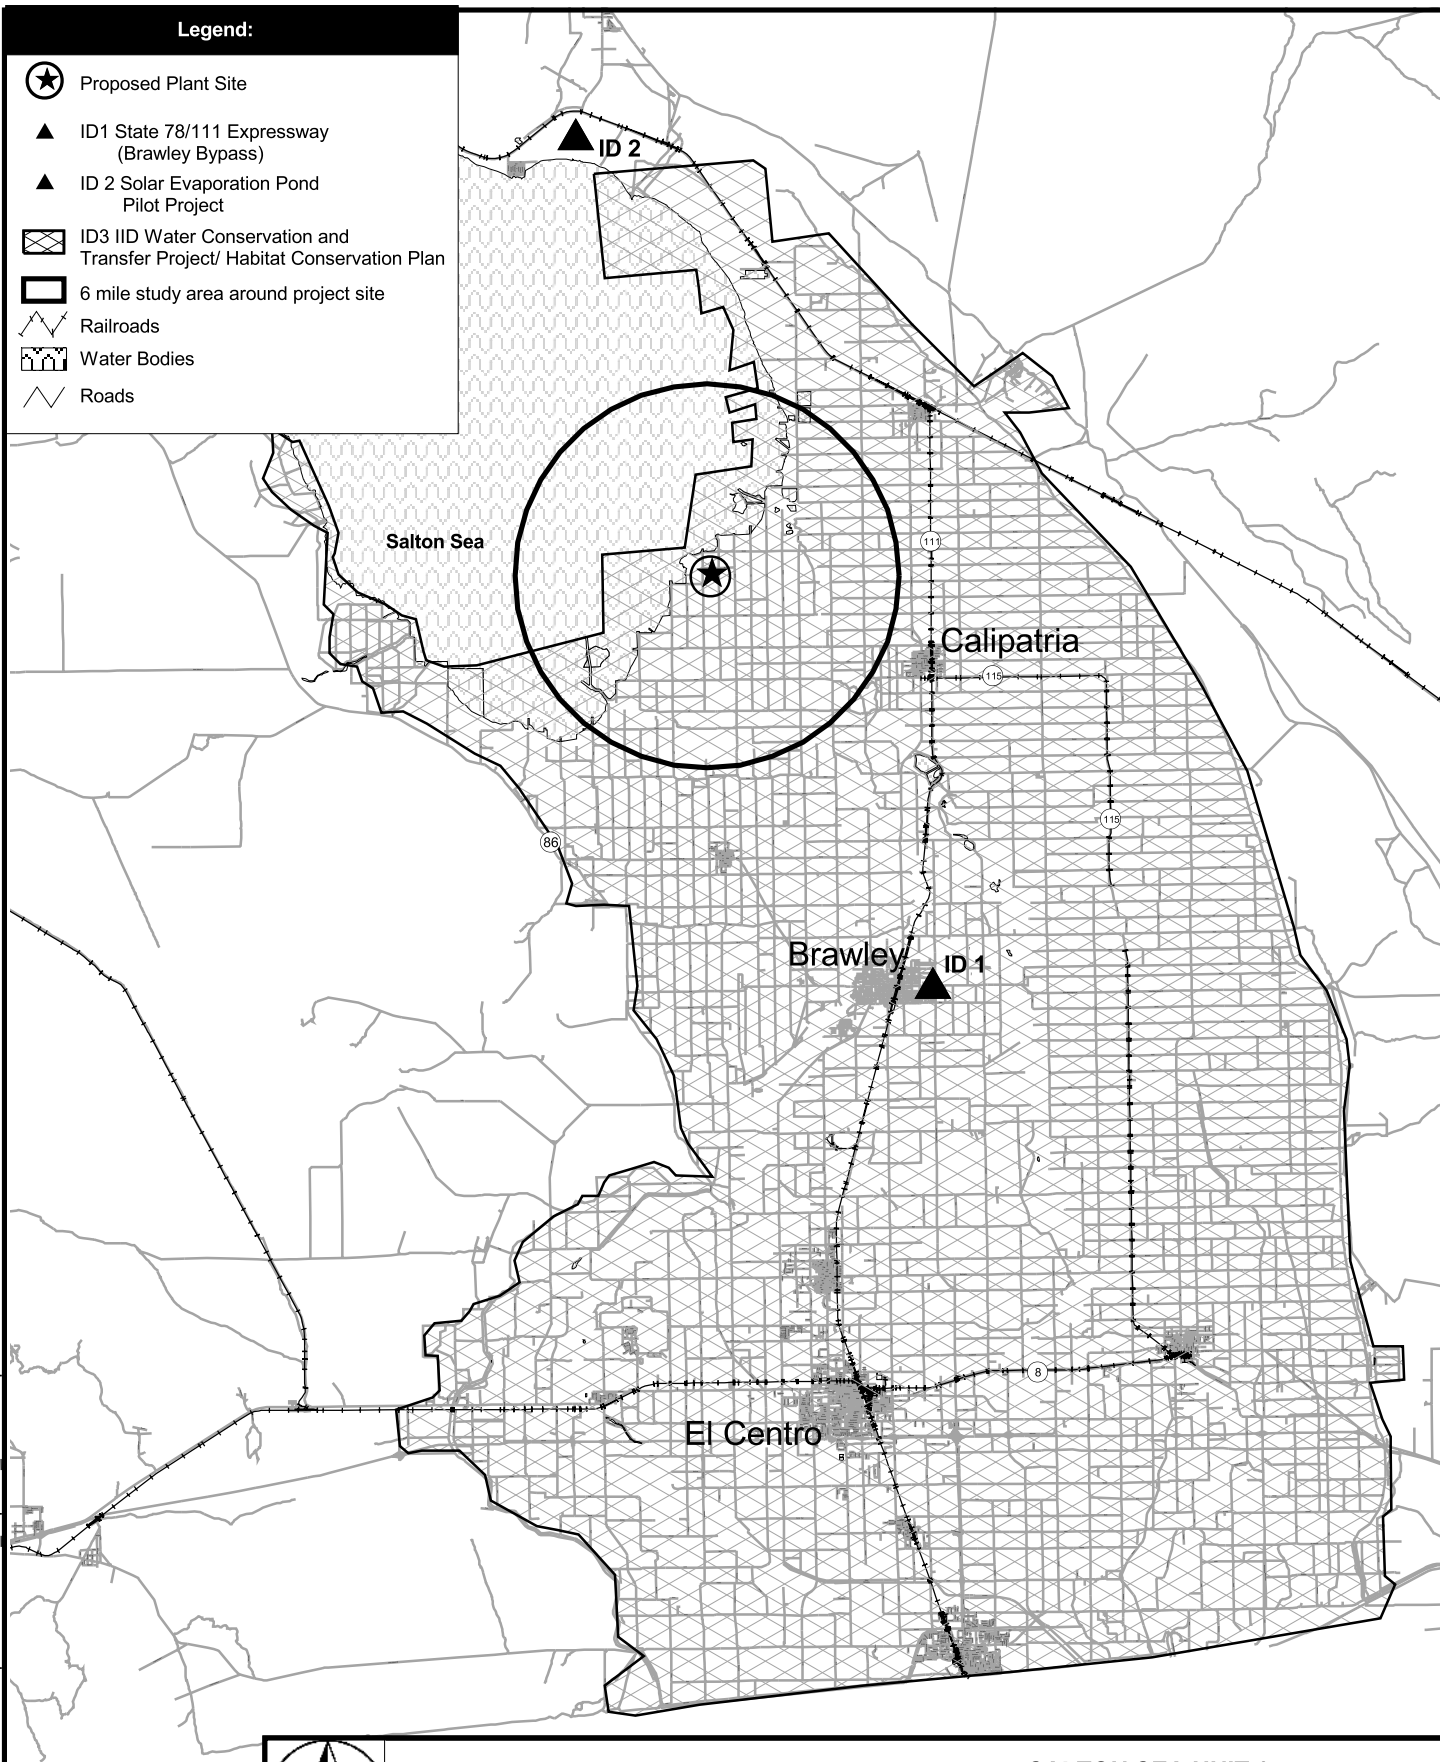 Legend:
Proposed Plant Site
ID1 State 78/111 Expressway
(Brawley Bypass)
ID 2 Solar Evaporation Pond
Pilot Project
ID3 IID Water Conservation and
Transfer Project/ Habitat Conservation Plan
6 mile study area around project site
Railroads
Water Bodies
Roads
ID 2
Salton Sea
111
Calipatria
115
115
86
Brawley
ID 1
8
El Centro